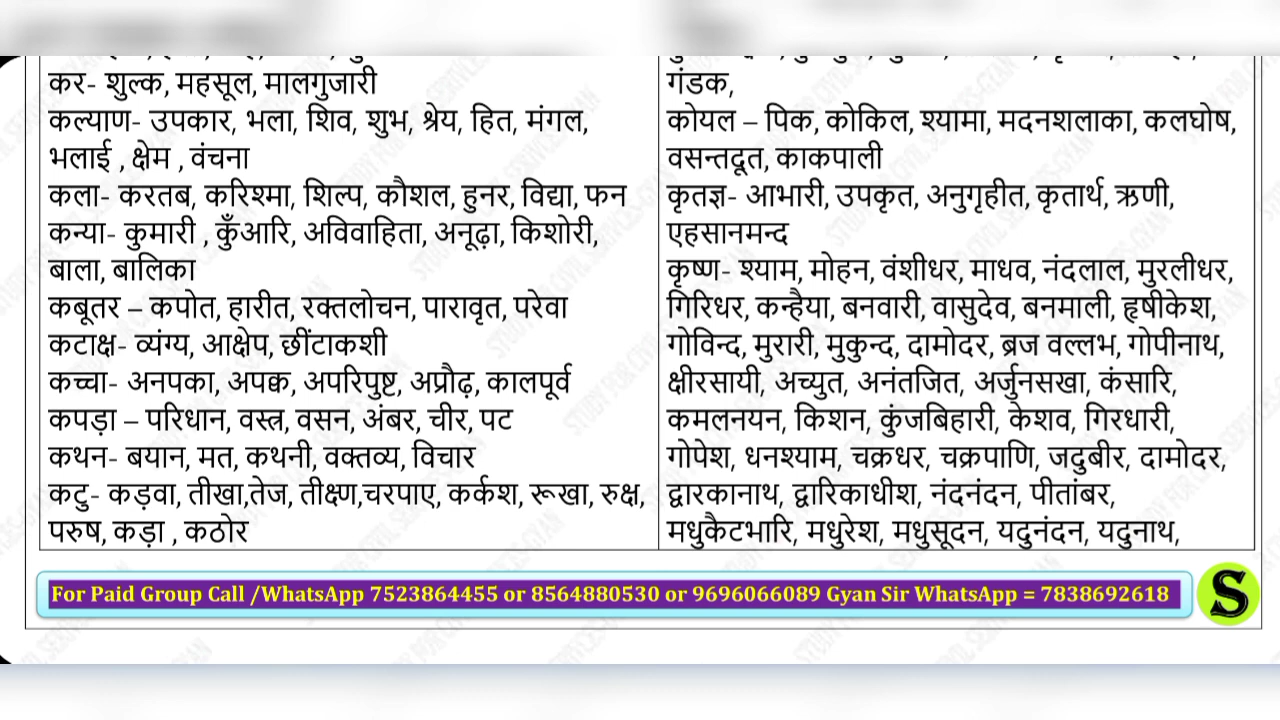 कर- शुल्क, महसूल, मालगुजारी
कल्याण- उपकार, भला, शिव, शुभ, श्रेय, हित, मंगल,
भलाई , क्षेम , वंचना
कला- करतब, करिश्मा, शिल्प, कौशल, हुनर, विद्या, फन
कन्या- कुमारी , कुँआरि, अविवाहिता, अनूढ़ा, किशोरी,
बाला, बालिका
कबूतर – कपोत, हारीत, रक्तलोचन, पारावृत, परेवा
कटाक्ष- व्यंग्य, आक्षेप, छींटाकशी
कच्चा- अनपका, अपक्व, अपरिपुष्ट, अप्रौढ़, कालपूर्व
कपड़ा – परिधान, वस्त्र, वसन, अंबर, चीर, पट
कथन- बयान, मत, कथनी, वक्तव्य, विचार
कटु- कड़वा, तीखा,तेज, तीक्ष्ण,चरपाए, कर्कश, रूखा, रुक्ष,
परुष, कड़ा , कठोर
गंडक,
कोयल – पिक, कोकिल, श्यामा, मदनशलाका, कलघोष,
वसन्तदूत, काकपाली
कृतज्ञ- आभारी, उपकृत, अनुगृहीत, कृतार्थ, ऋणी,
एहसानमन्द
कृष्ण- श्याम, मोहन, वंशीधर, माधव, नंदलाल, मुरलीधर,
गिरिधर, कन्हैया, बनवारी, वासुदेव, बनमाली, हृषीकेश,
गोविन्द, मुरारी, मुकुन्द, दामोदर, ब्रज वल्लभ, गोपीनाथ,
क्षीरसायी, अच्युत, अनंतजित, अर्जुनसखा, कंसारि,
कमलनयन, किशन, कुंजबिहारी, केशव, गिरधारी,
गोपेश, धनश्याम, चक्रधर, चक्रपाणि, जदुबीर, दामोदर,
द्वारकानाथ, द्वारिकाधीश, नंदनंदन, पीतांबर,
मधुकैटभारि, मधुरेश, मधुसूदन, यदुनंदन, यदुनाथ,
For Paid Group Call /WhatsApp 7523864455 or 8564880530 or 9696066089 Gyan Sir WhatsApp = 7838692618
S